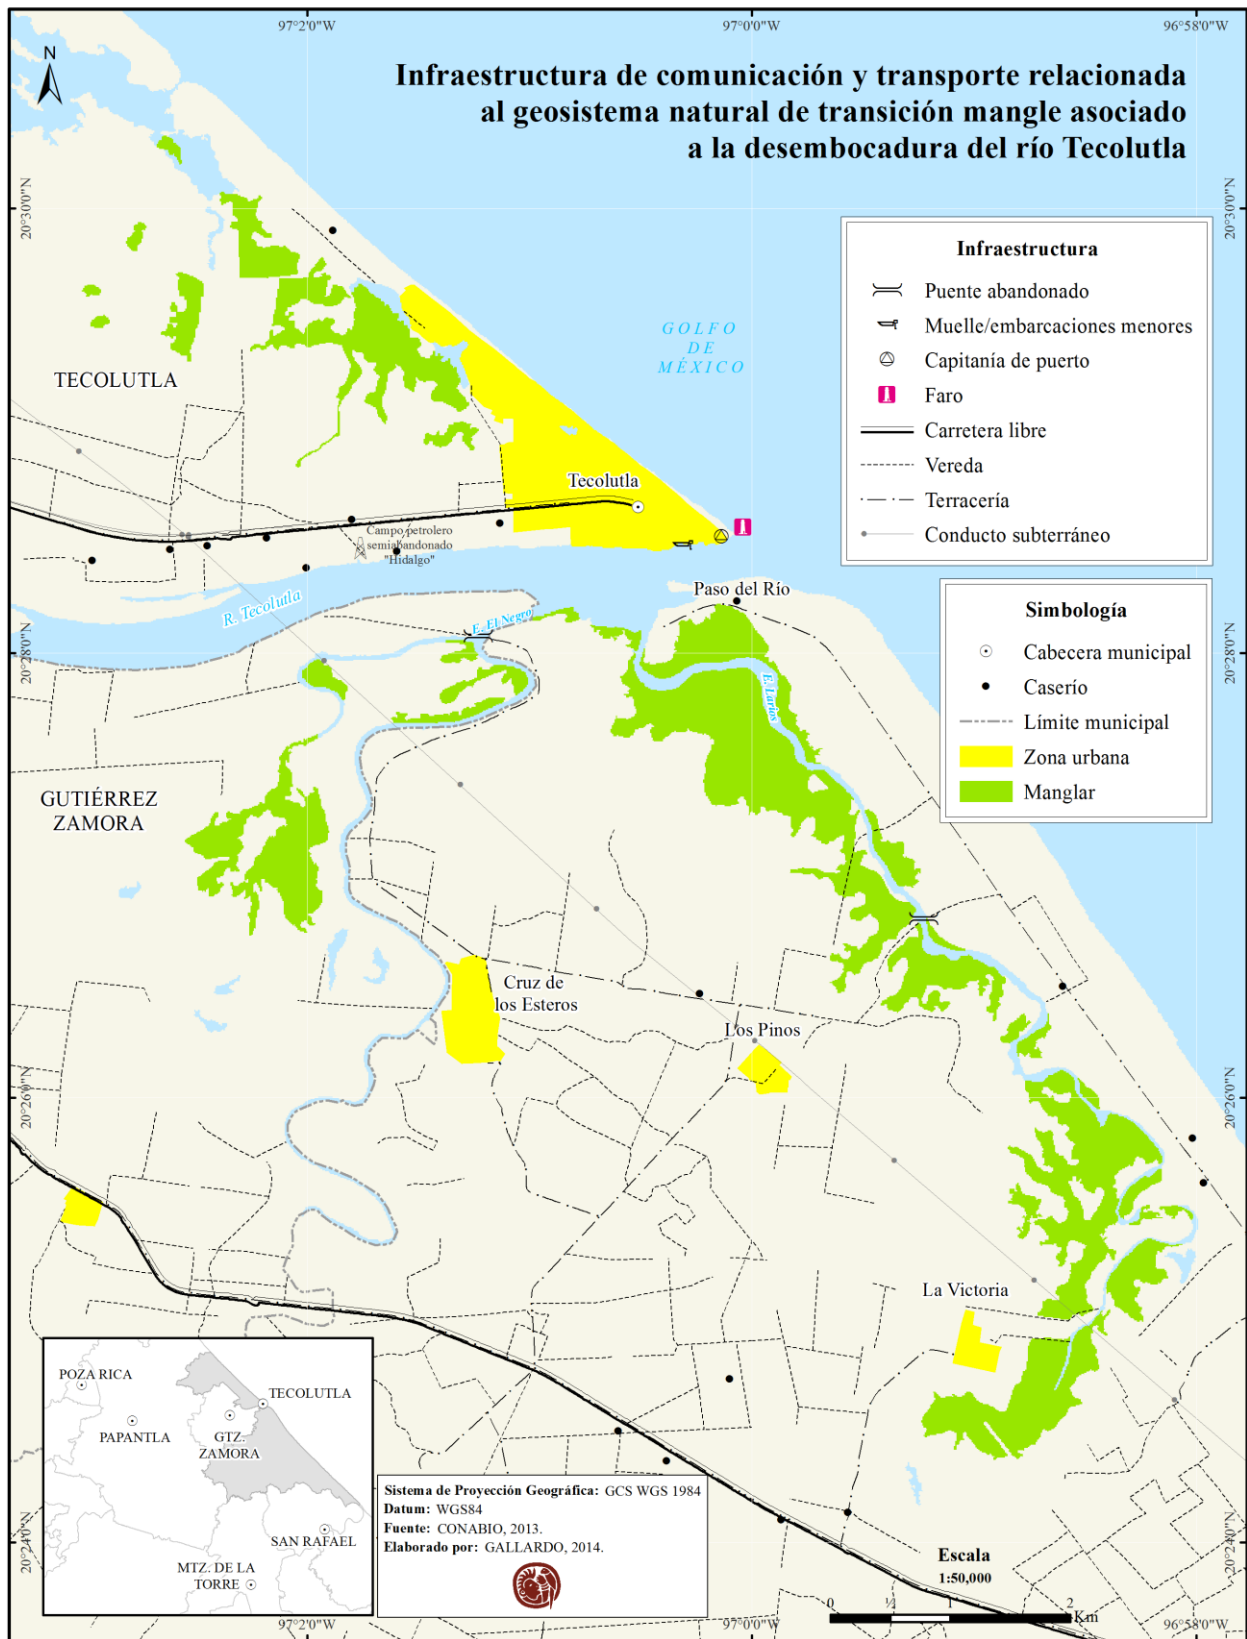 97°2'0"W
97°0'0"W
96°58'0"W
N
Infraestructura de comunicación y transporte relacionada
al geosistema natural de transición mangle asociado
a la desembocadura del río Tecolutla
20°30'0"N
20°30'0"N
Infraestructura
Puente abandonado
Muelle/embarcaciones menores
Capitanía de puerto
Faro
Carretera libre
Vereda
Terracería
Conducto subterráneo
GOLFO
DE
MÉXICO
TECOLUTLA
Tecolutla
Campo petrolero
semiabandonado
"Hidalgo"
R. Tecolutla
E. El Negro
Paso del Río
E. Larios
Simbología
Cabecera municipal
Caserío
Límite municipal
Zona urbana
Manglar
20°28'0"N
20°28'0"N
GUTIÉRREZ
ZAMORA
Cruz de
los Esteros
Los Pinos
20°26'0"N
20°26'0"N
La Victoria
POZA RICA
TECOLUTLA
PAPANTLA
GTZ.
ZAMORA
SAN RAFAEL
MTZ. DE LA
TORRE
Sistema de Proyección Geográfica: GCS WGS 1984
Datum: WGS84
Fuente: CONABIO, 2013.
Elaborado por: GALLARDO, 2014.
20°24'0"N
20°24'0"N
Escala
1:50,000
0 ½ 1 2
Km
97°2'0"W
97°0'0"W
96°58'0"W